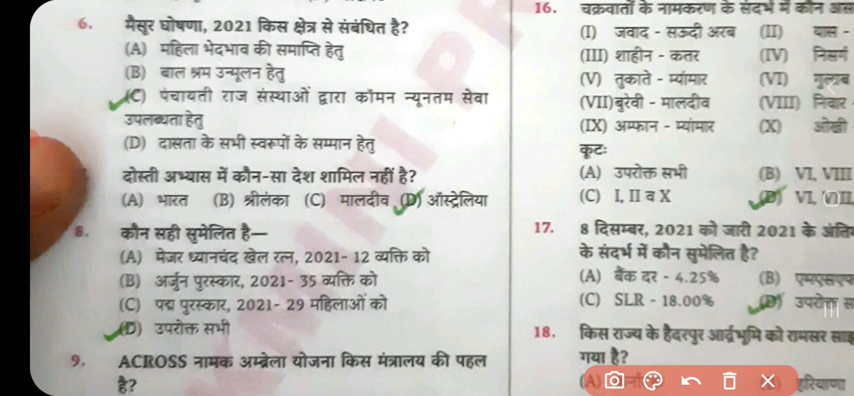 6. मैसुर घोषणा, 2021 किस क्षेत्र से संबंधित है?
(A) महिला भेदभाव की समाप्ति हेतु
(B) बाल श्रम उन्मूलन हेतु
(C) पंचायती राज संस्थाओं द्वारा कॉमन न्यूनतम सेवा
उपलब्धता हेतु
(D) दासता के सभी स्वरूपों के सम्मान हेतु
दोस्ती अभ्यास में कौन-सा देश शामिल नहीं है?
(A) भारत (B) श्रीलंका (C) मालदीव (D) ऑस्ट्रेलिया
8. कौन सही सुमेलित है—
(A) मेजर ध्यानचंद खेल रत्न, 2021- 12 व्यक्ति को
(B) अर्जुन पुरस्कार, 2021- 35 व्यक्ति को
(C) पद्म पुरस्कार, 2021- 29 महिलाओं को
(D) उपरोक्त सभी
9. ACROSS नामक अम्ब्रेला योजना किस मंत्रालय की पहल
है?
16. चक्रवातों के नामकरण के संदर्भ में कौन
(I) जवाद - सऊदी अरब (II) यास -
(III) शाहीन - कतर (IV) निसर्ग
(V) तुकाते - म्यांमार (VI) गुलाब
(VII) बुरेवी - मालदीव (VIII) निवार
(IX) अम्फान - म्यांमार (X) ओखी
कूटः
(A) उपरोक्त सभी (B) VI, VIII
(C) I, II व X (D) VI,
17. 8 दिसम्बर, 2021 को जारी 2021 के
के संदर्भ में कौन सुमेलित है?
(A) बैंक दर - 4.25% (B)
(C) SLR - 18.00% (D) उपरोक्त
18. किस राज्य के हैदरपुर आर्द्रभूमि को रामसर
गया है?
(A) हरियाणा